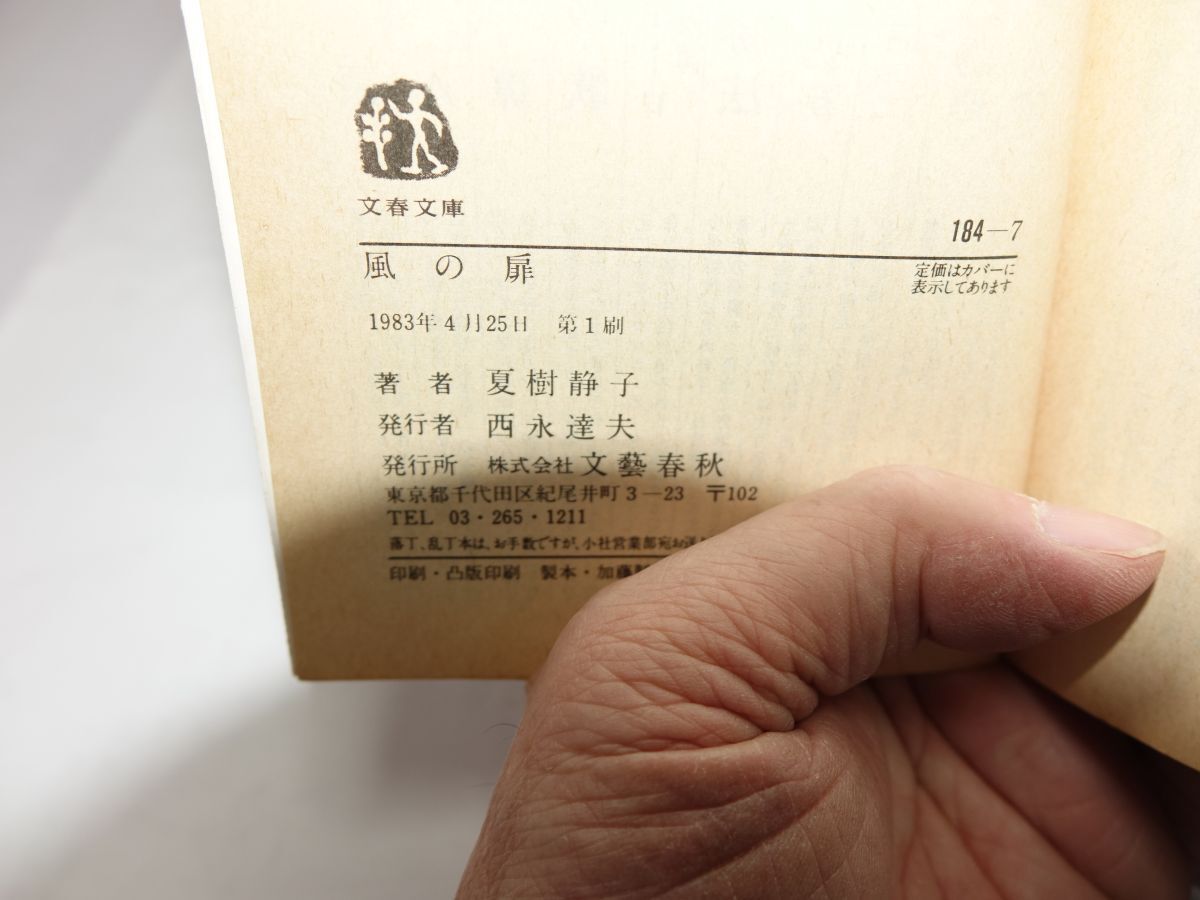 文春文庫
184—7
風の扉
定価はカバーに
表示してあります
1983年4月25日 第1刷
著者 夏樹静子
発行者 西永達夫
発行所 株式会社 文藝春秋
東京都千代田区紀尾井町3—23 〒102
TEL 03・265・1211
落丁、乱丁本は、お手数ですが、小社営業部宛お送
印刷・凸版印刷 製本・加藤